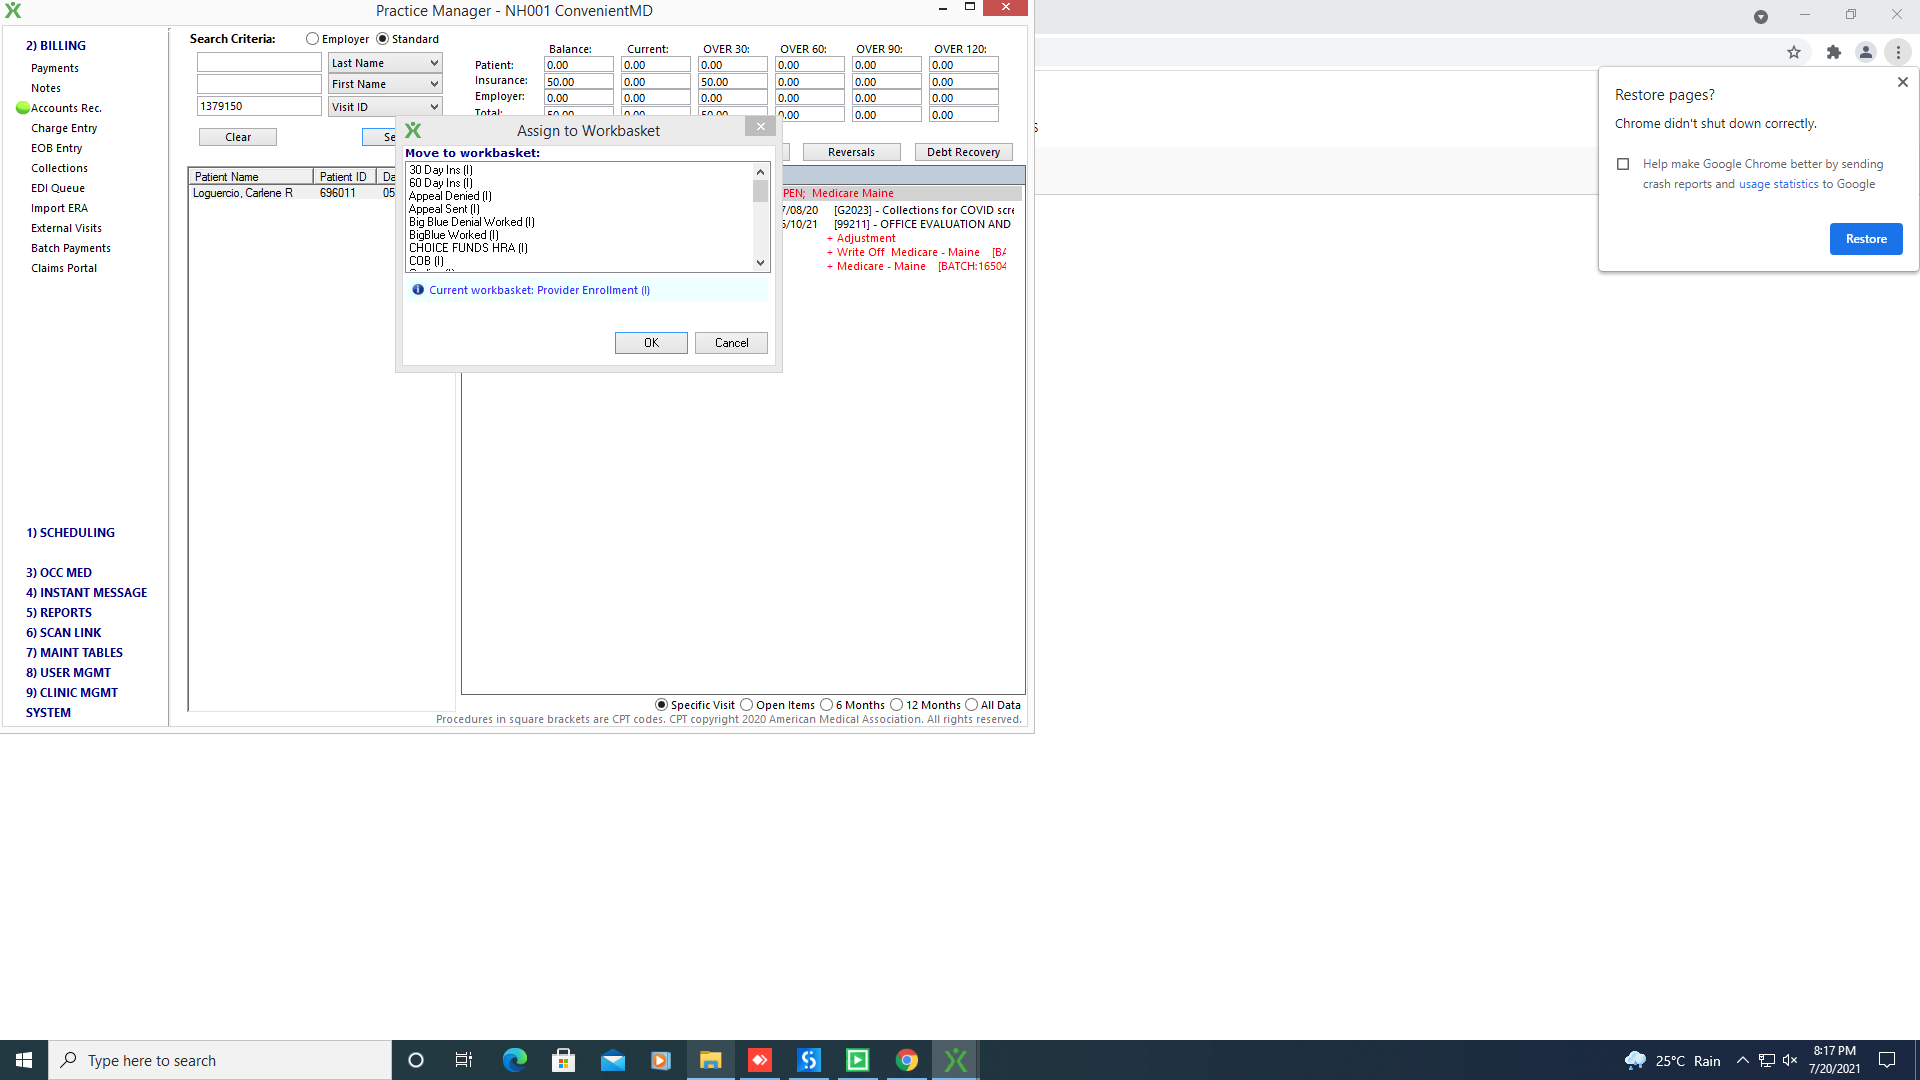 Practice Manager - NH001 ConvenientMD
2) BILLING
Payments
Notes
Accounts Rec.
Charge Entry
EOB Entry
Collections
EDI Queue
Import ERA
External Visits
Batch Payments
Claims Portal
1) SCHEDULING
3) OCC MED
4) INSTANT MESSAGE
5) REPORTS
6) SCAN LINK
7) MAINT TABLES
8) USER MGMT
9) CLINIC MGMT
SYSTEM
Search Criteria: Employer Standard
Last Name
First Name
1379150 Visit ID
Clear Se
Balance: Current: OVER 30: OVER 60: OVER 90: OVER 120:
Patient: 0.00 0.00 0.00 0.00 0.00 0.00
Insurance: 50.00 0.00 50.00 0.00 0.00 0.00
Employer: 0.00 0.00 0.00 0.00 0.00 0.00
Total: 50.00 0.00 50.00 0.00 0.00 0.00
Reversals Debt Recovery
Patient Name Patient ID Da
Loguercio, Carlene R 696011 05
PEN; Medicare Maine
7/08/20 [G2023] - Collections for COVID scre
5/10/21 [99211] - OFFICE EVALUATION AND
+ Adjustment
+ Write Off Medicare - Maine [BA
+ Medicare - Maine [BATCH:16504
Assign to Workbasket
Move to workbasket:
30 Day Ins (I)
60 Day Ins (I)
Appeal Denied (I)
Appeal Sent (I)
Big Blue Denial Worked (I)
BigBlue Worked (I)
CHOICE FUNDS HRA (I)
COB (I)
Current workbasket: Provider Enrollment (I)
OK Cancel
Specific Visit Open Items 6 Months 12 Months All Data
Procedures in square brackets are CPT codes. CPT copyright 2020 American Medical Association. All rights reserved.
s
Restore pages?
Chrome didn't shut down correctly.
Help make Google Chrome better by sending
crash reports and usage statistics to Google
Restore
Type here to search
25°C Rain
8:17 PM
7/20/2021